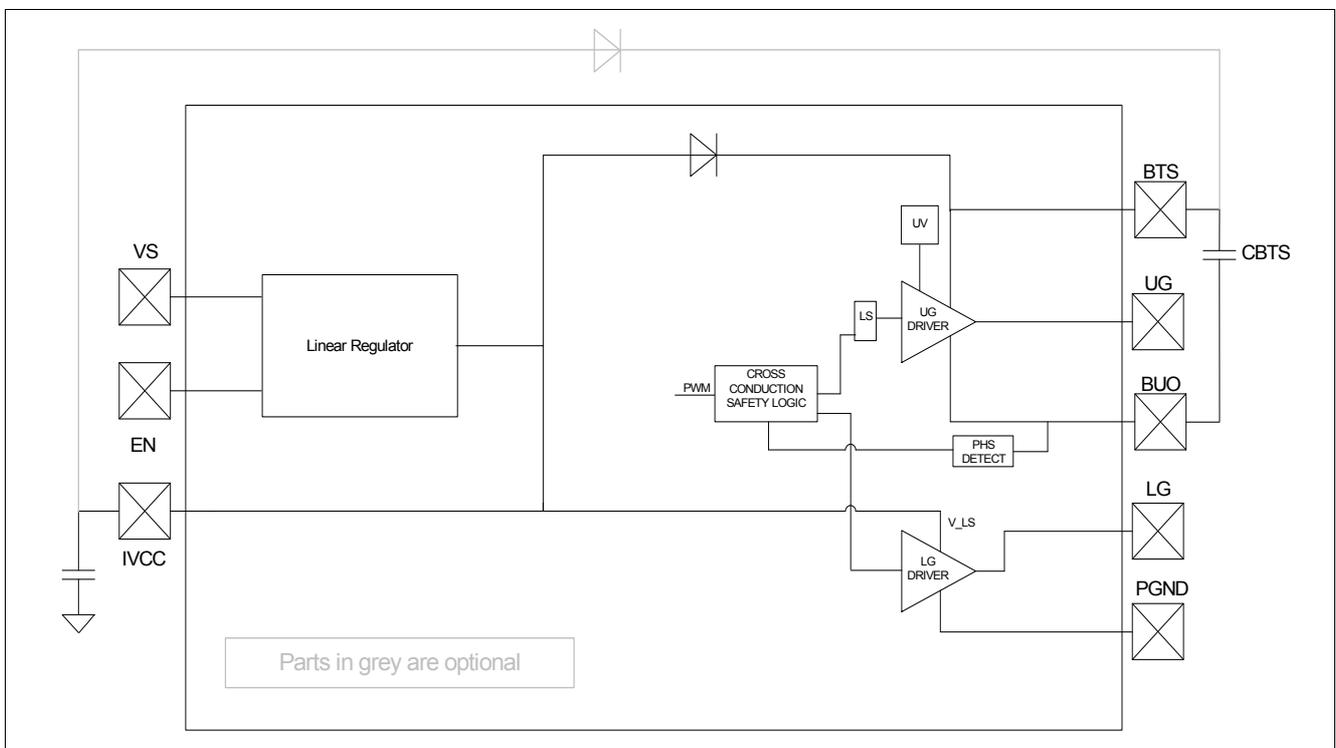 BTS
UV
CBTS
VS
UG
LS
UG
DRIVER
Linear Regulator
CROSS
CONDUCTION
SAFETY LOGIC
PWM
BUO
EN
PHS
DETECT
LG
V_LS
IVCC
LG
DRIVER
PGND
Parts in grey are optional